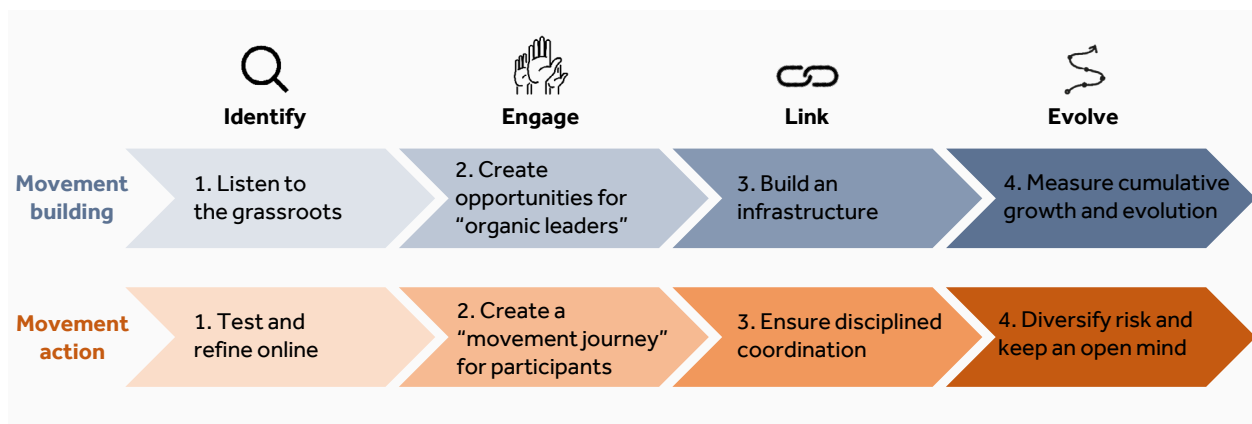 Identify
Engage
Link
Evolve
Movement
building
1. Listen to
the grassroots
2. Create
opportunities for
“organic leaders”
3. Build an
infrastructure
4. Measure cumulative
growth and evolution
Movement
action
1. Test and
refine online
2. Create a
“movement journey”
for participants
3. Ensure disciplined
coordination
4. Diversify risk and
keep an open mind